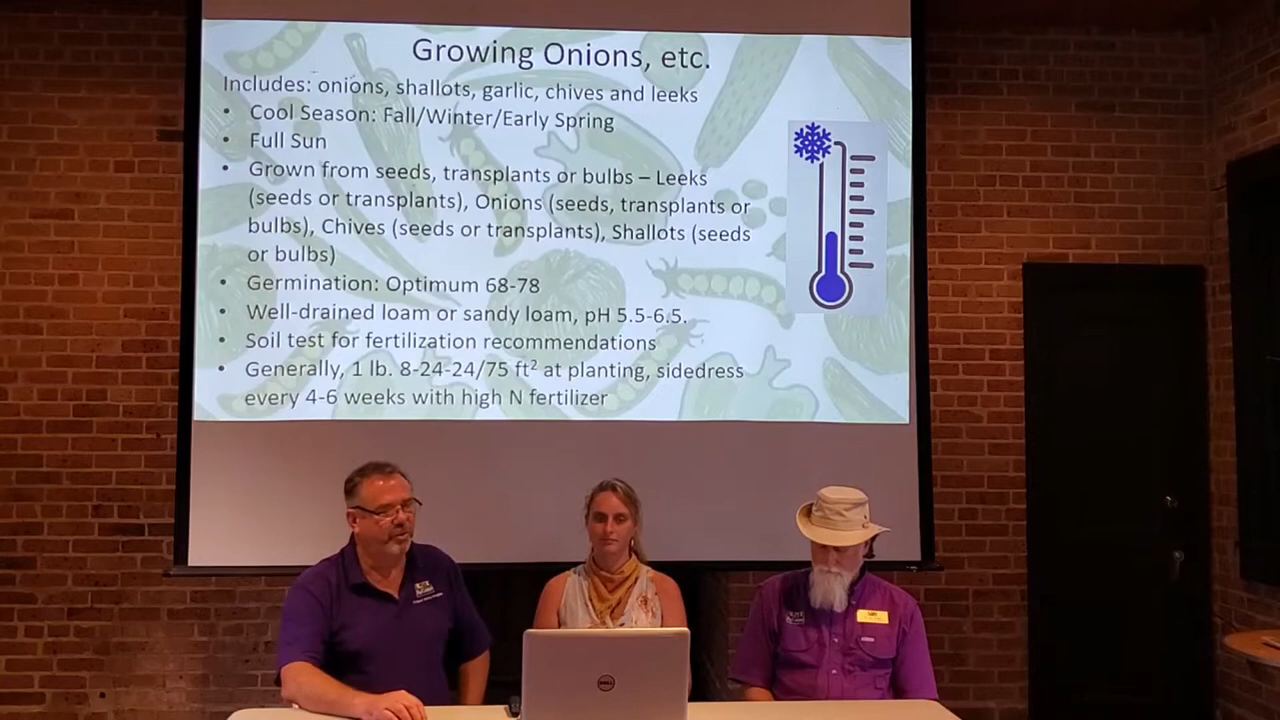 Growing Onions, etc.
Includes: onions, shallots, garlic, chives and leeks
• Cool Season: Fall/Winter/Early Spring
• Full Sun
• Grown from seeds, transplants or bulbs – Leeks
(seeds or transplants), Onions (seeds, transplants or
bulbs), Chives (seeds or transplants), Shallots (seeds
or bulbs)
• Germination: Optimum 68-78
• Well-drained loam or sandy loam, pH 5.5-6.5.
• Soil test for fertilization recommendations
• Generally, 1 lb. 8-24-24/75 ft² at planting, sidedress
every 4-6 weeks with high N fertilizer
DELL